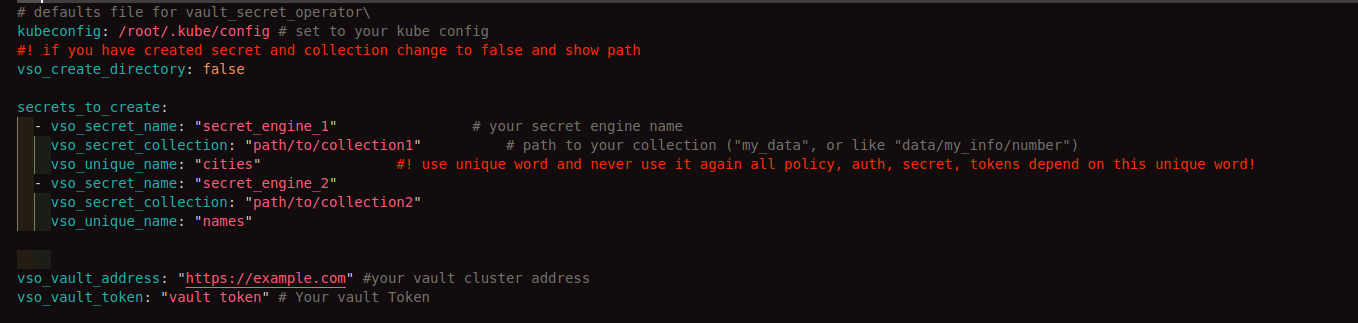 # defaults file for vault_secret_operator\
kubeconfig: /root/.kube/config # set to your kube config
#! if you have created secret and collection change to false and show path
vso_create_directory: false
secrets_to_create:
- vso_secret_name: "secret_engine_1" # your secret engine name
vso_secret_collection: "path/to/collection1" # path to your collection ("my_data", or like "data/my_info/number")
vso_unique_name: "cities" #! use unique word and never use it again all policy, auth, secret, tokens depend on this unique word!
- vso_secret_name: "secret_engine_2"
vso_secret_collection: "path/to/collection2"
vso_unique_name: "names"
vso_vault_address: "https://example.com" #your vault cluster address
vso_vault_token: "vault token" # Your vault Token